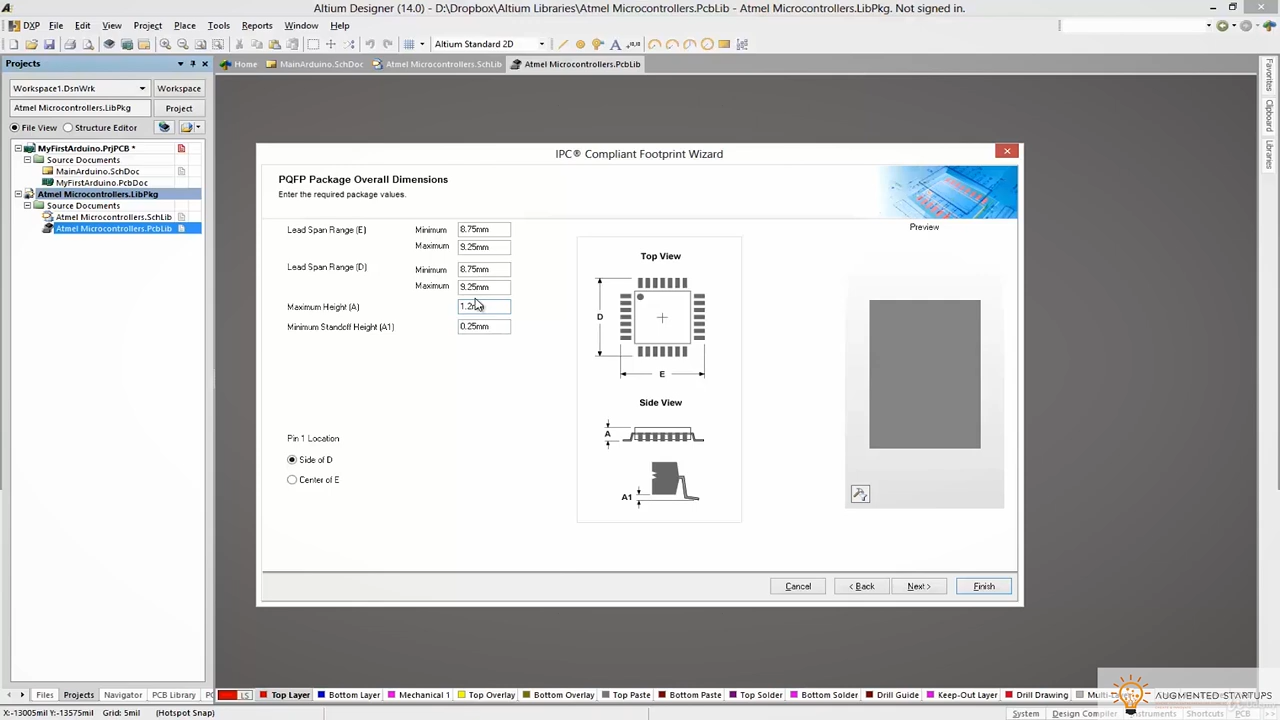 Altium Designer (14.0) - D:\Dropbox\Altium Libraries\Atmel Microcontrollers.PcbLib - Atmel Microcontrollers.LibPkg. Not signed in.
DXP File Edit View Project Place Tools Reports Window Help
Altium Standard 2D
Projects
Home MainArduino.SchDoc Atmel Microcontrollers.SchLib Atmel Microcontrollers.PcbLib
Workspace1.DsnWrk Workspace
Atmel Microcontrollers.LibPkg Project
File View Structure Editor
MyFirstArduino.PrjPCB *
Source Documents
MainArduino.SchDoc
MyFirstArduino.PcbDoc
Atmel Microcontrollers.LibPkg
Source Documents
Atmel Microcontrollers.SchLib
Atmel Microcontrollers.PcbLib
Favorites
Clipboard
Libraries
IPC® Compliant Footprint Wizard
PQFP Package Overall Dimensions
Enter the required package values.
Lead Span Range (E) Minimum 8.75mm
Maximum 9.25mm
Lead Span Range (D) Minimum 8.75mm
Maximum 9.25mm
Maximum Height (A)
Minimum Standoff Height (A1) 0.25mm
Pin 1 Location
Side of D
Center of E
Top View
D
E
Side View
A
A1
Preview
Cancel < Back Next > Finish
Files Projects Navigator PCB Library
LS Top Layer Bottom Layer Mechanical 1 Top Overlay Bottom Overlay Top Paste Bottom Paste Top Solder Bottom Solder Drill Guide Keep-Out Layer Drill Drawing
AUGMENTED STARTUPS
X:-13005mil Y:-13575mil Grid: 5mil (Hotspot Snap)
System Design Compiler Instruments Shortcuts PCB